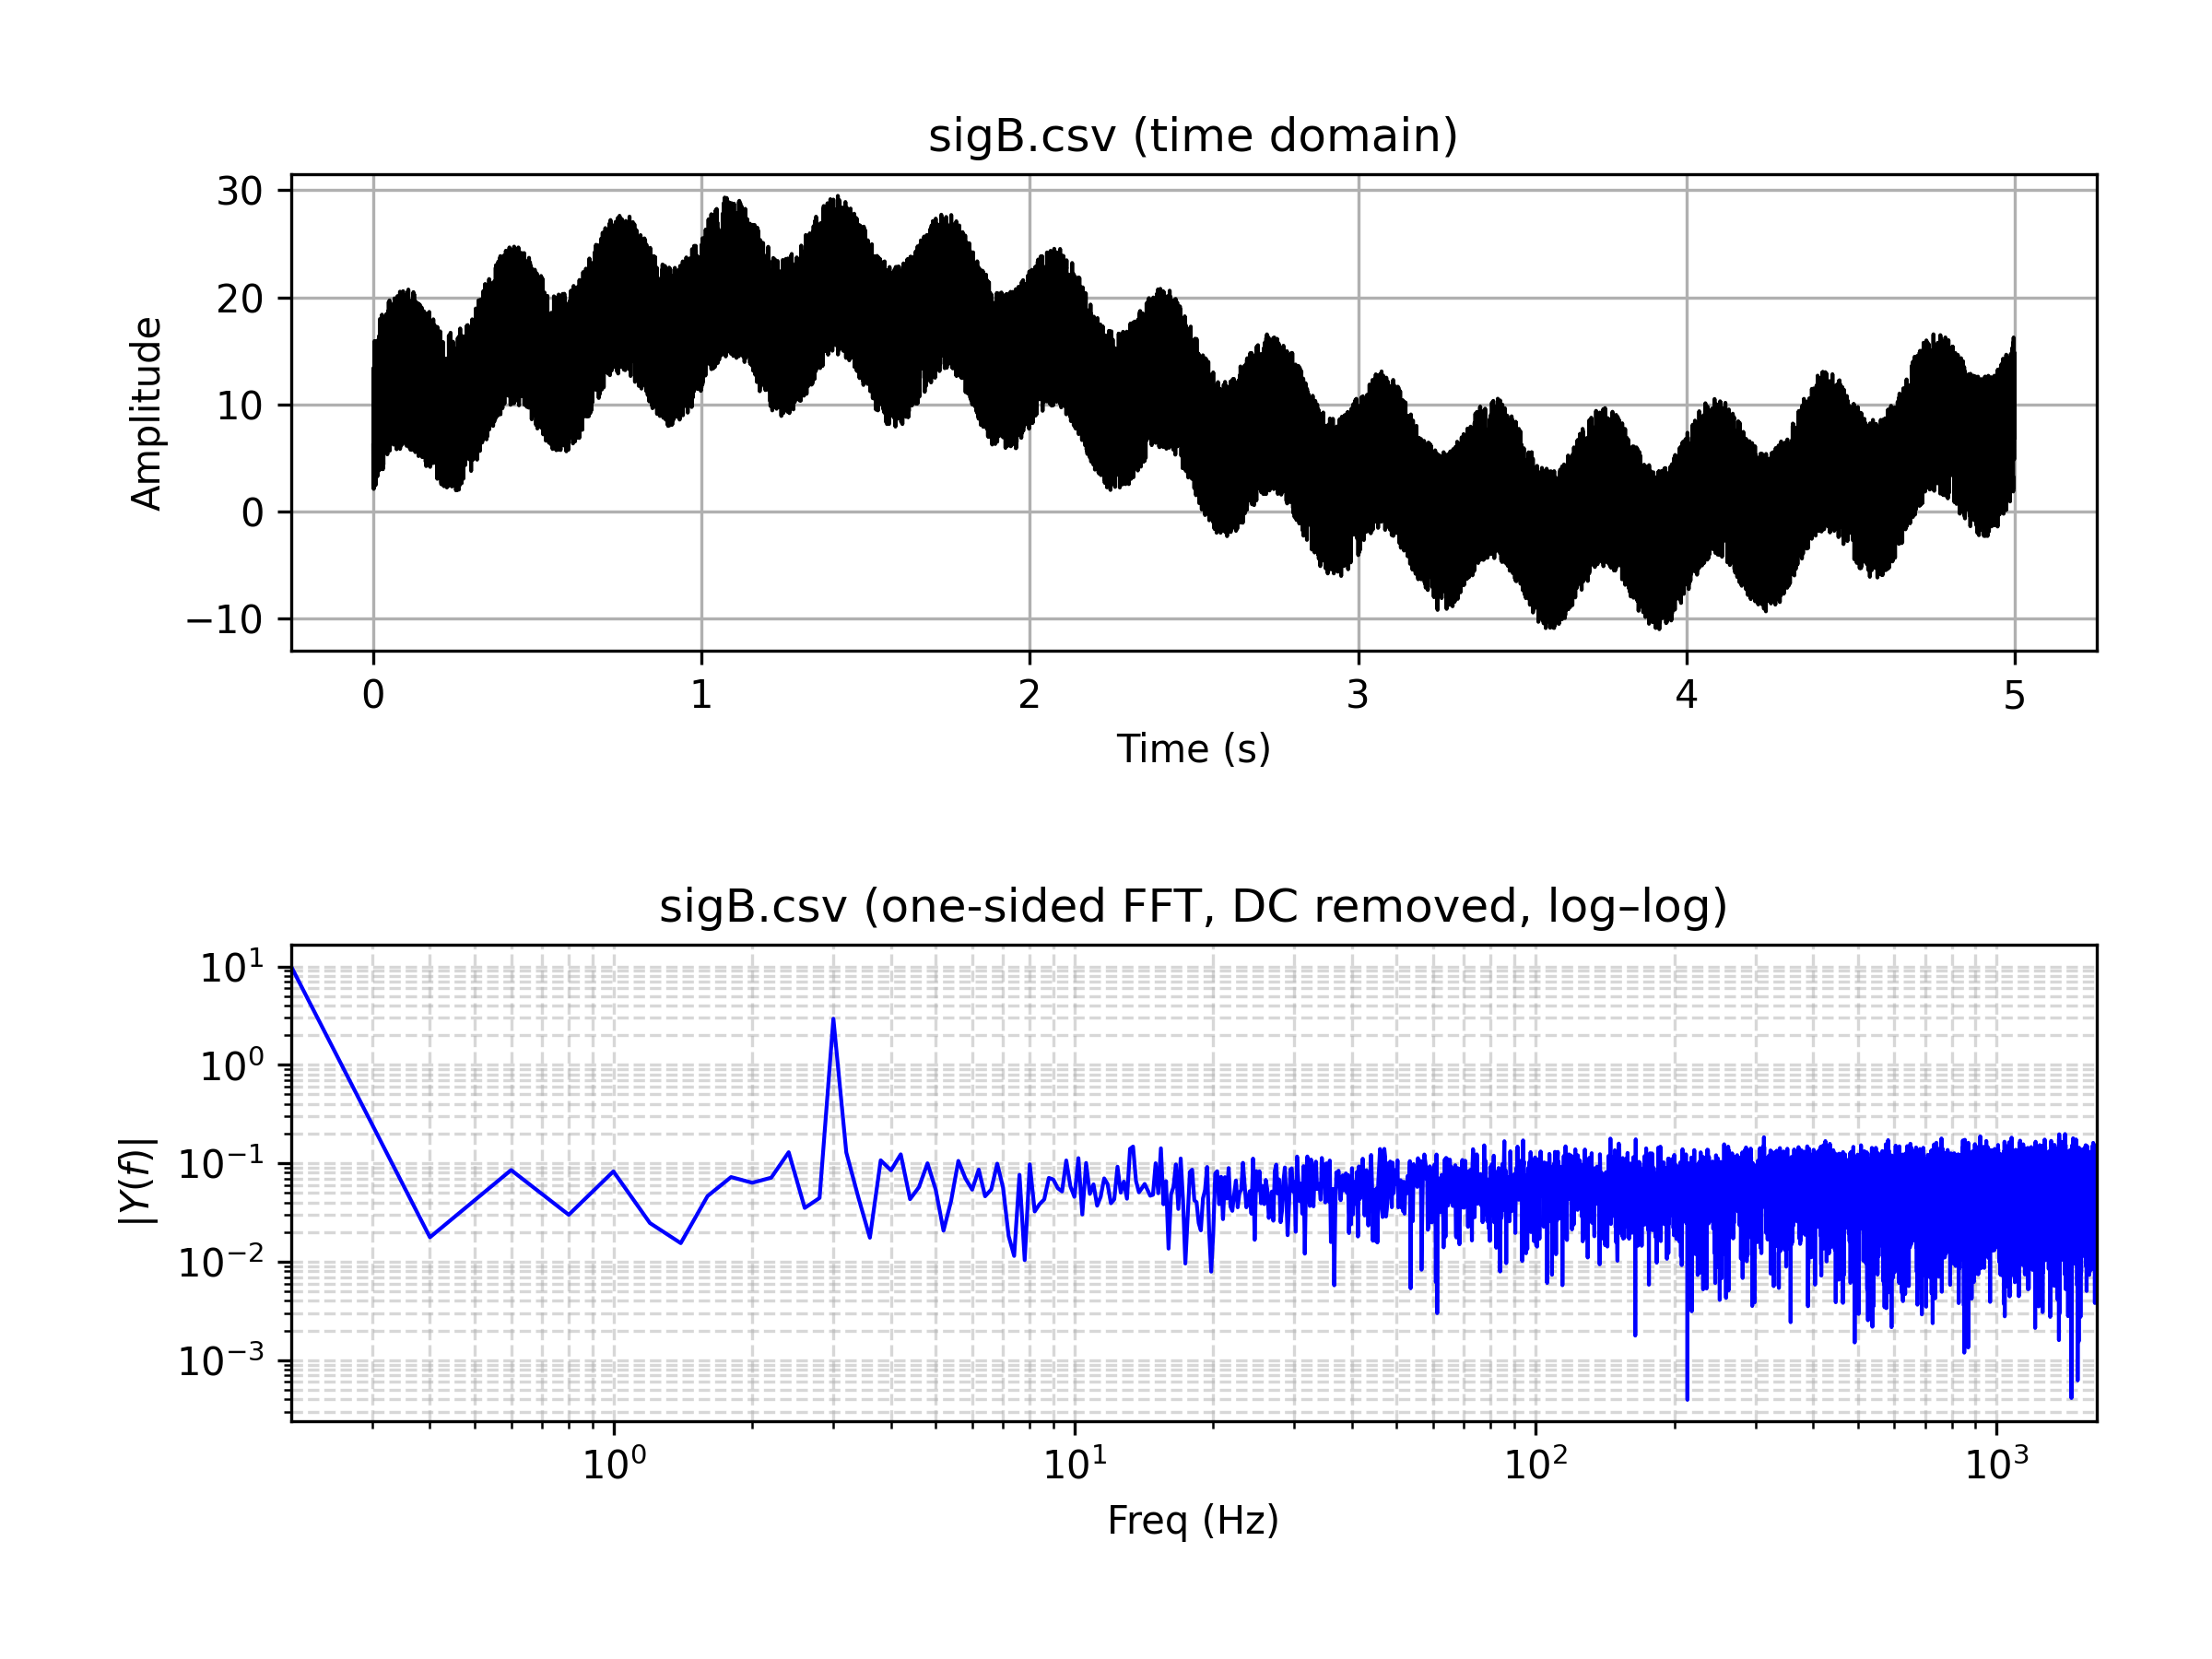 sigB.csv (time domain)
30
20
10
0
−10
Amplitude
0 1 2 3 4 5
Time (s)
sigB.csv (one-sided FFT, DC removed, log–log)
10¹
10⁰
10⁻¹
10⁻²
10⁻³
|Y(f)|
10⁰ 10¹ 10² 10³
Freq (Hz)